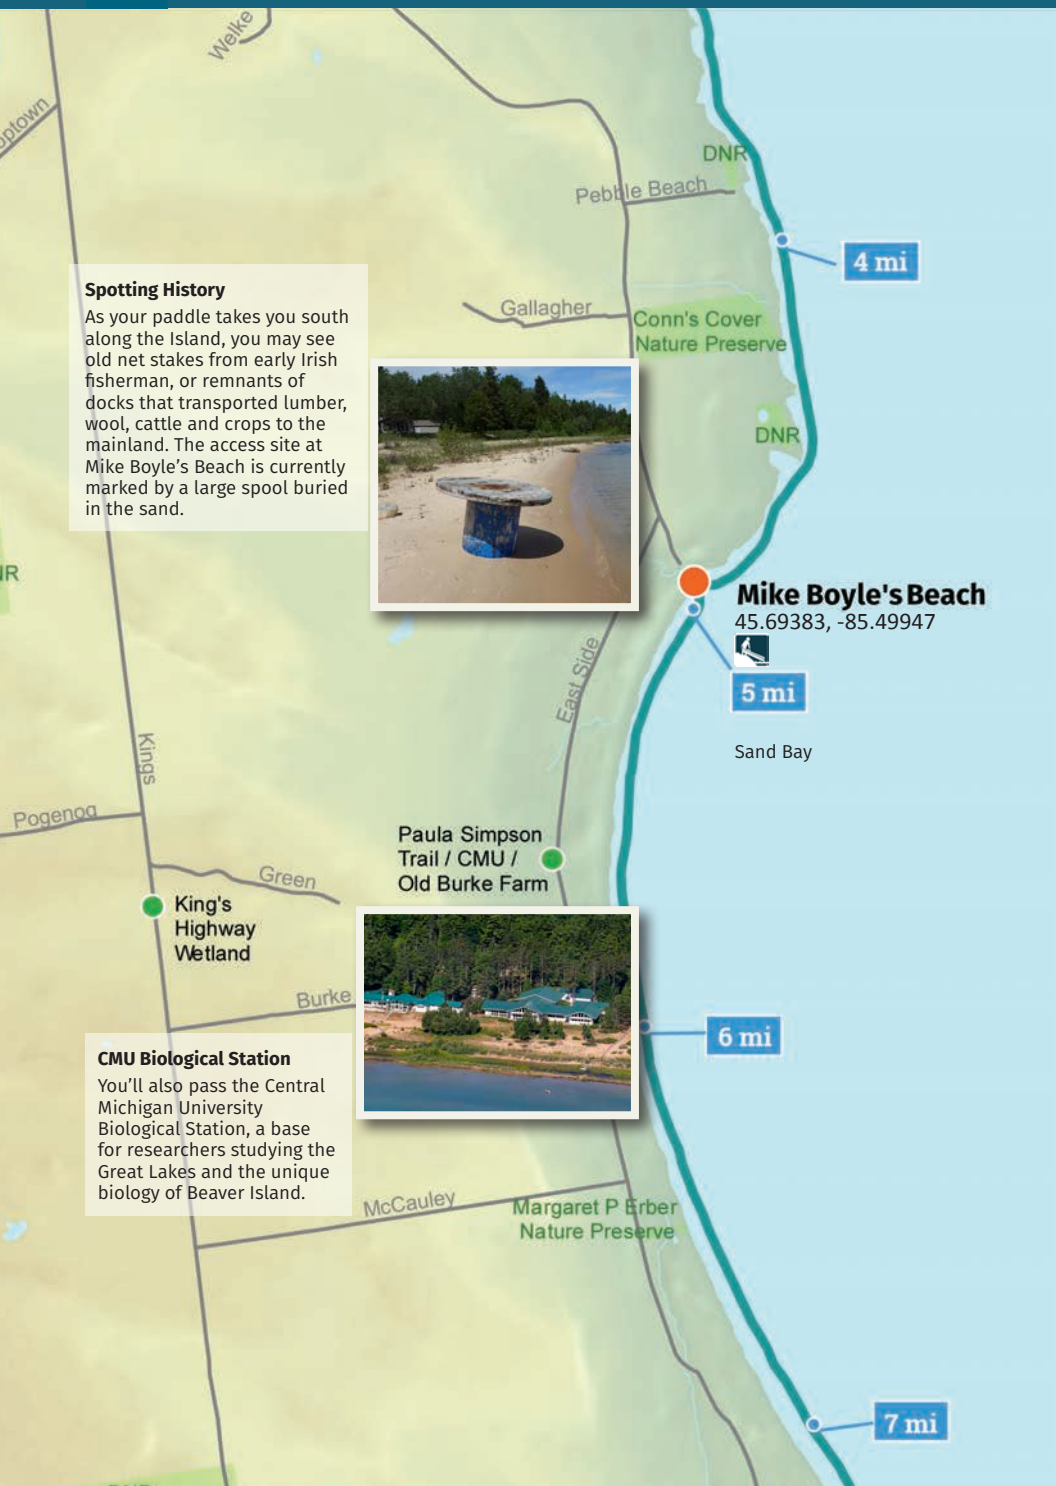 Welke
DNR
Pebble Beach
4 mi
Spotting History
As your paddle takes you south
along the Island, you may see
old net stakes from early Irish
fisherman, or remnants of
docks that transported lumber,
wool, cattle and crops to the
mainland. The access site at
Mike Boyle's Beach is currently
marked by a large spool buried
in the sand.
Gallagher
Conn's Cover
Nature Preserve
DNR
Mike Boyle's Beach
45.69383, -85.49947
5 mi
East Side
Sand Bay
Kings
Pogenog
Paula Simpson
Trail / CMU /
Old Burke Farm
Green
King's
Highway
Wetland
Burke
6 mi
CMU Biological Station
You'll also pass the Central
Michigan University
Biological Station, a base
for researchers studying the
Great Lakes and the unique
biology of Beaver Island.
McCauley
Margaret P Erber
Nature Preserve
7 mi